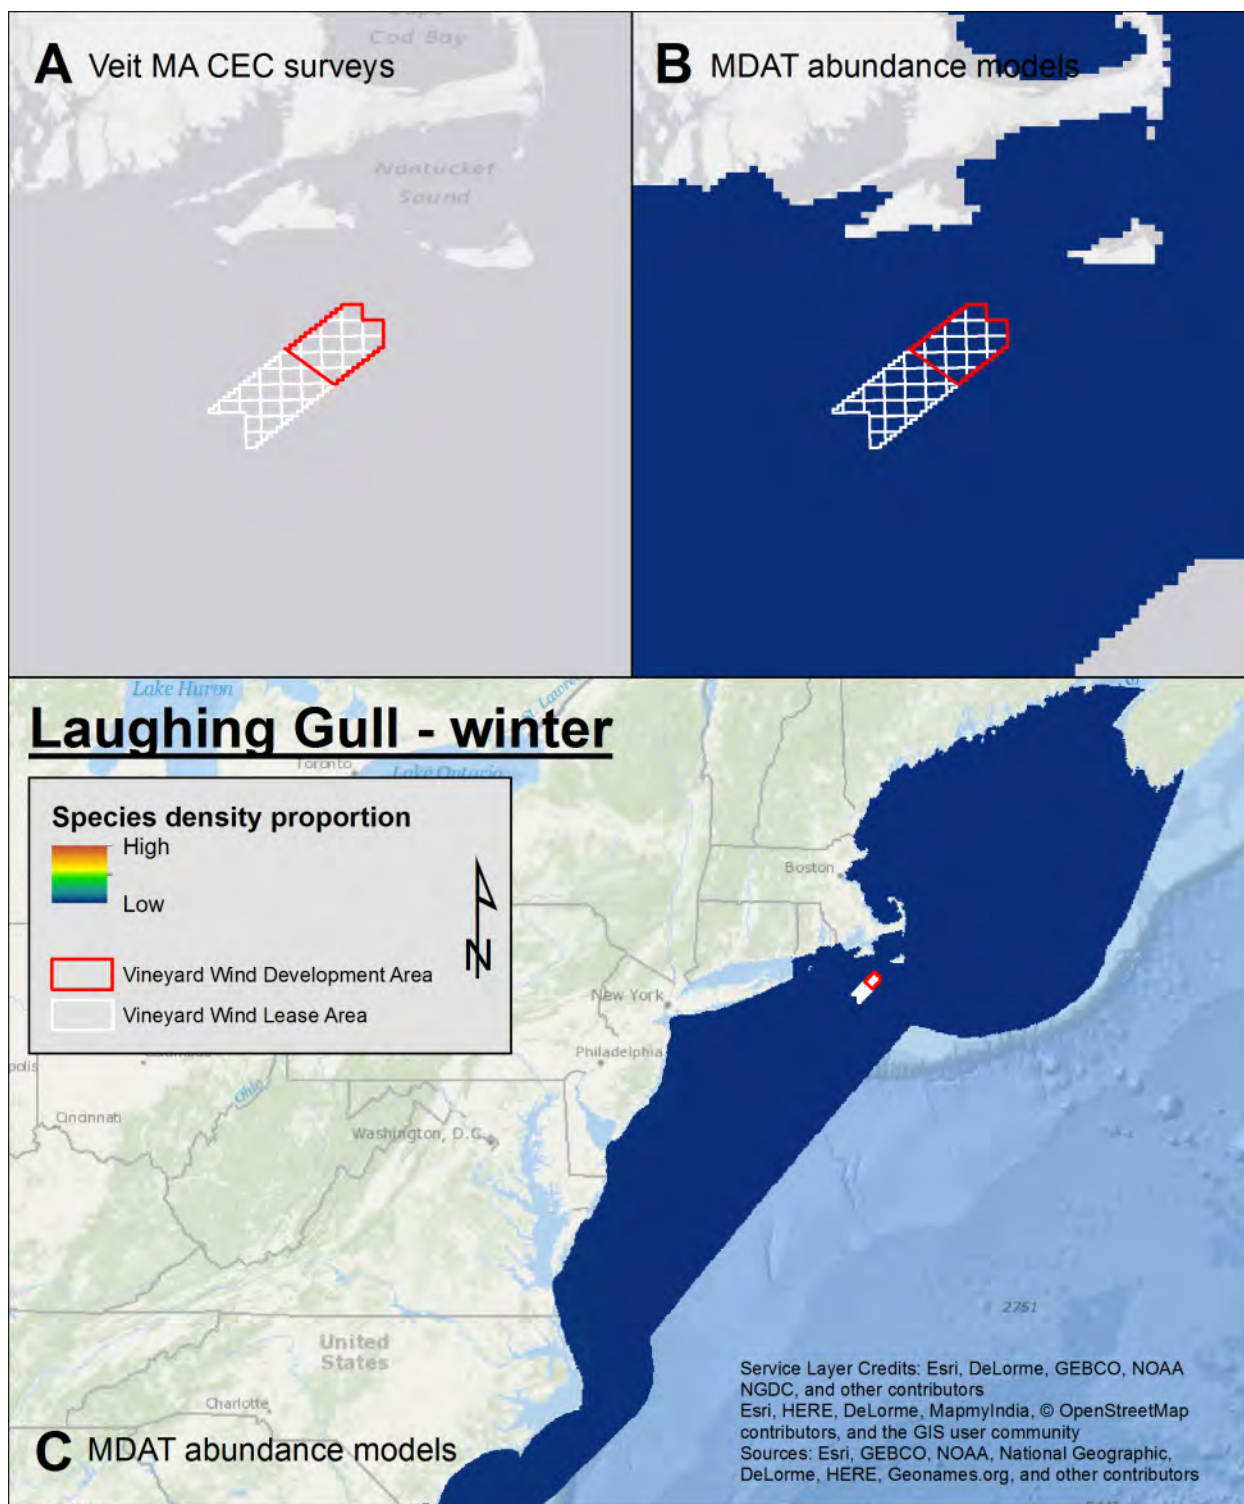 Cape
Cod Bay
A Veit MA CEC surveys
Nantucket
Sound
B MDAT abundance models
Lake Huron
St. Lawre
Laughing Gull - winter
Toronto
Lake Ontario
Species density proportion
High
Low
N
Vineyard Wind Development Area
Vineyard Wind Lease Area
Boston
New York
Philadelphia
polis
Ohio
Cincinnati
Washington, D.C.
2751
United
States
Charlotte
C MDAT abundance models
Service Layer Credits: Esri, DeLorme, GEBCO, NOAA
NGDC, and other contributors
Esri, HERE, DeLorme, MapmyIndia, © OpenStreetMap
contributors, and the GIS user community
Sources: Esri, GEBCO, NOAA, National Geographic,
DeLorme, HERE, Geonames.org, and other contributors